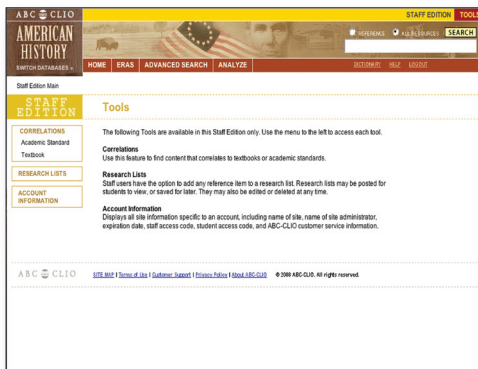 ABC CLIO
STAFF EDITION TOOLS
AMERICAN
HISTORY
SWITCH DATABASES
REFERENCE ALL RESOURCES SEARCH
HOME ERAS ADVANCED SEARCH ANALYZE
DICTIONARY HELP LOGOUT
Staff Edition Main
STAFF
EDITION
Tools
CORRELATIONS
Academic Standard
Textbook
RESEARCH LISTS
ACCOUNT
INFORMATION
The following Tools are available in this Staff Edition only. Use the menu to the left to access each tool.
Correlations
Use this feature to find content that correlates to textbooks or academic standards.
Research Lists
Staff users have the option to add any reference item to a research list. Research lists may be posted for
students to view, or saved for later. They may also be edited or deleted at any time.
Account Information
Displays all site information specific to an account, including name of site, name of site administrator,
expiration date, staff access code, student access code, and ABC-CLIO customer service information.
ABC CLIO
SITE MAP | Terms of Use | Customer Support | Privacy Policy | About ABC-CLIO © 2008 ABC-CLIO. All rights reserved.